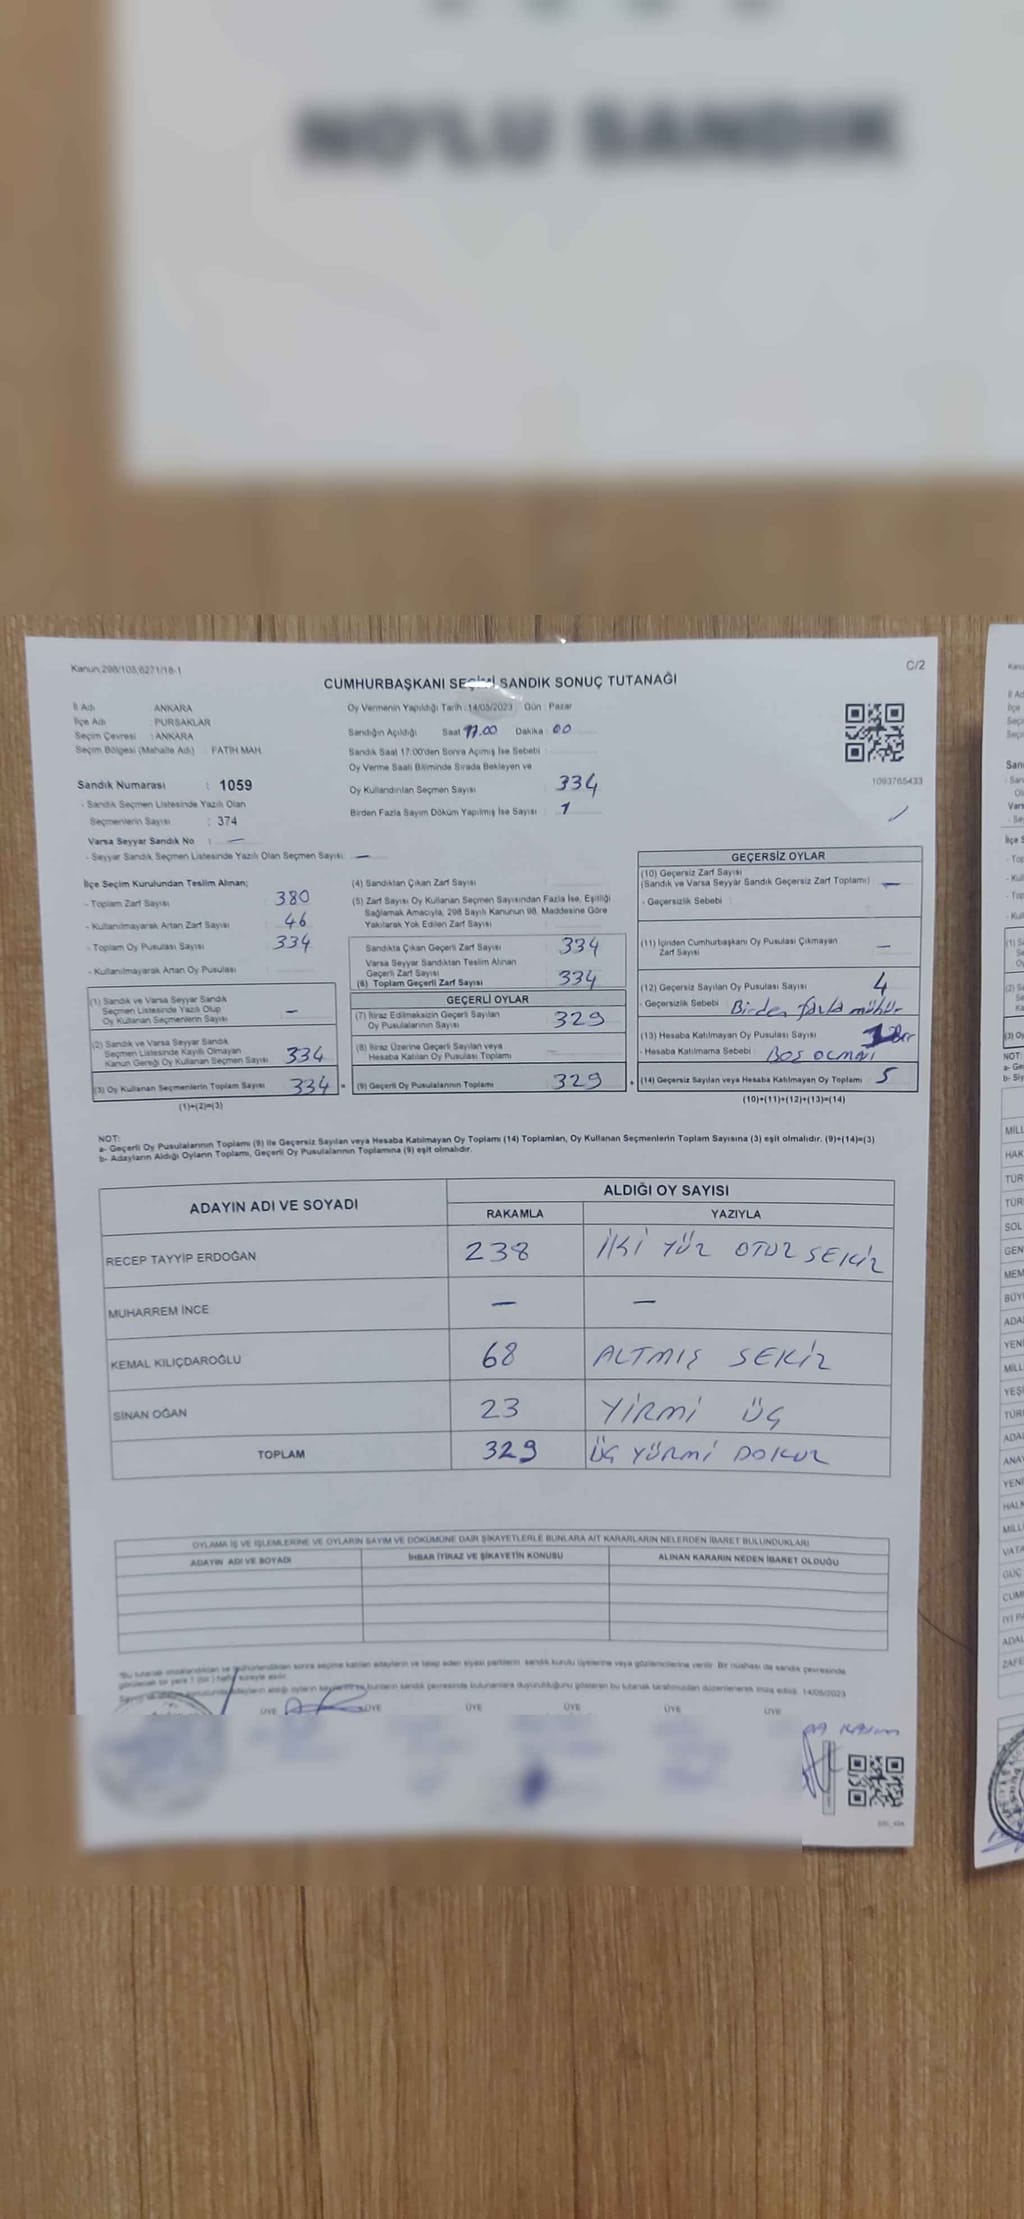 NO'LU SANDIK
Kanun:298/105;6271/18-1
C/2
CUMHURBAŞKANI SEÇİMİ SANDIK SONUÇ TUTANAĞI
İl Adı : ANKARA
İlçe Adı : PURSAKLAR
Seçim Çevresi : ANKARA
Seçim Bölgesi (Mahalle Adı) : FATİH MAH.
Oy Vermenin Yapıldığı Tarih :14/05/2023 Gün : Pazar
Sandığın Açıldığı Saat 17.00 Dakika : 00
Sandık Saat 17:00'den Sonra Açımış İse Sebebi :
Oy Verme Saati Bitiminde Sırada Bekleyen ve
Oy Kullandırılan Seçmen Sayısı : 334
Birden Fazla Sayım Döküm Yapılmış İse Sayısı : 1
1093765433
Sandık Numarası : 1059
- Sandık Seçmen Listesinde Yazılı Olan
Seçmenlerin Sayısı : 374
Varsa Seyyar Sandık No : —
- Seyyar Sandık Seçmen Listesinde Yazılı Olan Seçmen Sayısı: —
İlçe Seçim Kurulundan Teslim Alınan;
- Toplam Zarf Sayısı 380
- Kullanılmayarak Artan Zarf Sayısı 46
- Toplam Oy Pusulası Sayısı 334
- Kullanılmayarak Artan Oy Pusulası :
(1) Sandık ve Varsa Seyyar Sandık
Seçmen Listesinde Yazılı Olup
Oy Kullanan Seçmenlerin Sayısı —
(2) Sandık ve Varsa Seyyar Sandık
Seçmen Listesinde Kayıtlı Olmayan
Kanun Gereği Oy Kullanan Seçmen Sayısı 334
(3) Oy Kullanan Seçmenlerin Toplam Sayısı 334 =
(1)+(2)=(3)
(4) Sandıktan Çıkan Zarf Sayısı :
(5) Zarf Sayısı Oy Kullanan Seçmen Sayısından Fazla İse, Eşitliği
Sağlamak Amacıyla, 298 Sayılı Kanunun 98. Maddesine Göre
Yakılarak Yok Edilen Zarf Sayısı :
Sandıkta Çıkan Geçerli Zarf Sayısı : 334
Varsa Seyyar Sandıktan Teslim Alınan
Geçerli Zarf Sayısı :
(6) Toplam Geçerli Zarf Sayısı : 334
GEÇERLİ OYLAR
(7) İtiraz Edilmeksizin Geçerli Sayılan
Oy Pusulalarının Sayısı : 329
(8) İtiraz Üzerine Geçerli Sayılan veya
Hesaba Katılan Oy Pusulası Toplamı :
(9) Geçerli Oy Pusulalarının Toplamı : 329 +
GEÇERSİZ OYLAR
(10) Geçersiz Zarf Sayısı
(Sandık ve Varsa Seyyar Sandık Geçersiz Zarf Toplamı) : —
- Geçersizlik Sebebi :
(11) İçinden Cumhurbaşkanı Oy Pusulası Çıkmayan
Zarf Sayısı : —
(12) Geçersiz Sayılan Oy Pusulası Sayısı : 4
- Geçersizlik Sebebi : Birden fazla mühür
(13) Hesaba Katılmayan Oy Pusulası Sayısı : Bir
- Hesaba Katılmama Sebebi : BOŞ OLMASI
(14) Geçersiz Sayılan veya Hesaba Katılmayan Oy Toplamı : 5
(10)+(11)+(12)+(13)=(14)
NOT:
a- Geçerli Oy Pusulalarının Toplamı (9) ile Geçersiz Sayılan veya Hesaba Katılmayan Oy Toplamı (14) Toplamları, Oy Kullanan Seçmenlerin Toplam Sayısına (3) eşit olmalıdır. (9)+(14)=(3)
b- Adayların Aldığı Oyların Toplamı, Geçerli Oy Pusulalarının Toplamına (9) eşit olmalıdır.
ADAYIN ADI VE SOYADI
ALDIĞI OY SAYISI
RAKAMLA YAZIYLA
RECEP TAYYİP ERDOĞAN 238 İKİ YÜZ OTUZ SEKİZ
MUHARREM İNCE — —
KEMAL KILIÇDAROĞLU 68 ALTMIŞ SEKİZ
SİNAN OĞAN 23 YİRMİ ÜÇ
TOPLAM 329 ÜÇ YÜRMİ DOKUZ
OYLAMA İŞ VE İŞLEMLERİNE VE OYLARIN SAYIM VE DÖKÜMÜNE DAİR ŞİKAYETLERLE BUNLARA AİT KARARLARIN NELERDEN İBARET BULUNDUKLARI
ADAYIN ADI VE SOYADI İHBAR İTİRAZ VE ŞİKAYETİN KONUSU ALINAN KARARIN NEDEN İBARET OLDUĞU
*Bu tutanak imzalandıktan ve mühürlendikten sonra seçime katılan adayların ve talep eden siyasi partilerin sandık kurulu üyelerine veya gözlemcilerine verilir. Bir nüshası da sandık çevresinde
görülecek bir yere 1 (bir) hafta süreyle asılır.
ÜYE ÜYE ÜYE ÜYE ÜYE ÜYE